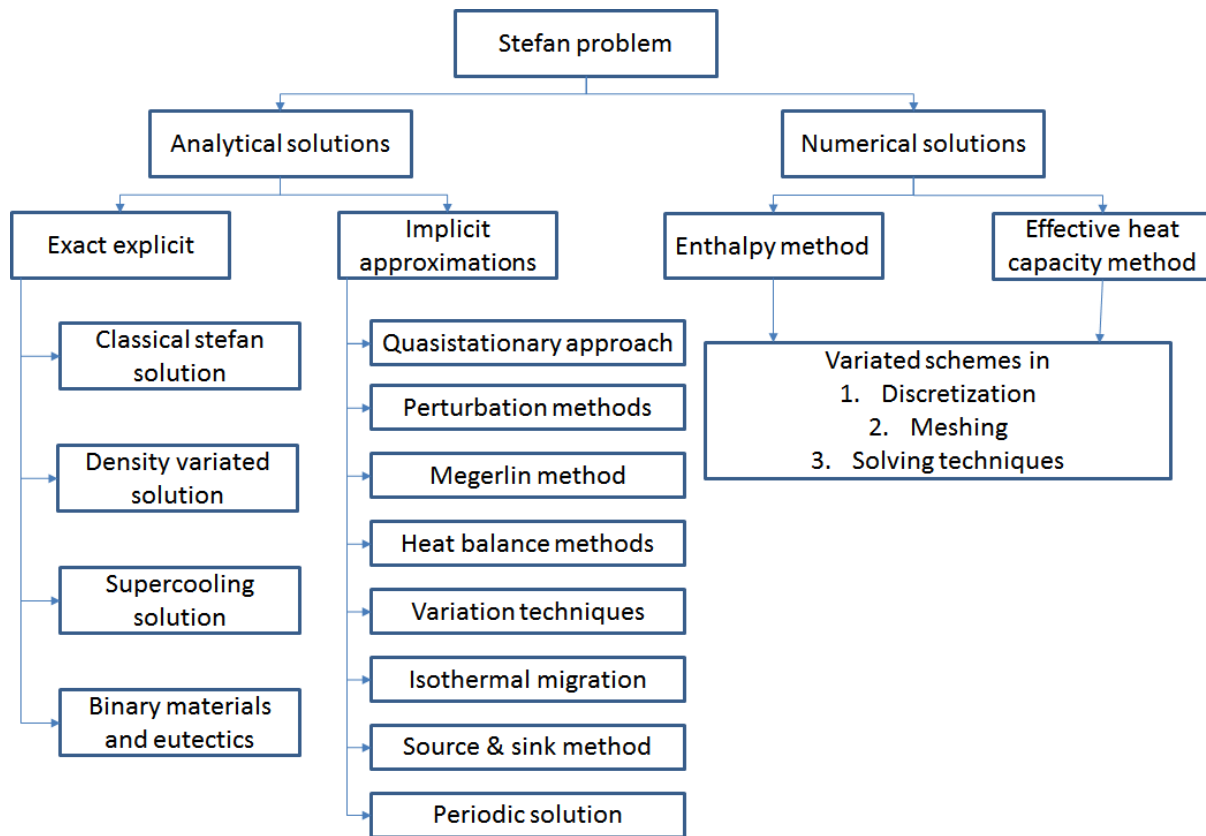 Stefan problem
Analytical solutions
Numerical solutions
Exact explicit
Implicit
approximations
Enthalpy method
Effective heat
capacity method
Classical stefan
solution
Density variated
solution
Supercooling
solution
Binary materials
and eutectics
Quasistationary approach
Perturbation methods
Megerlin method
Heat balance methods
Variation techniques
Isothermal migration
Source & sink method
Periodic solution
Variated schemes in
1. Discretization
2. Meshing
3. Solving techniques